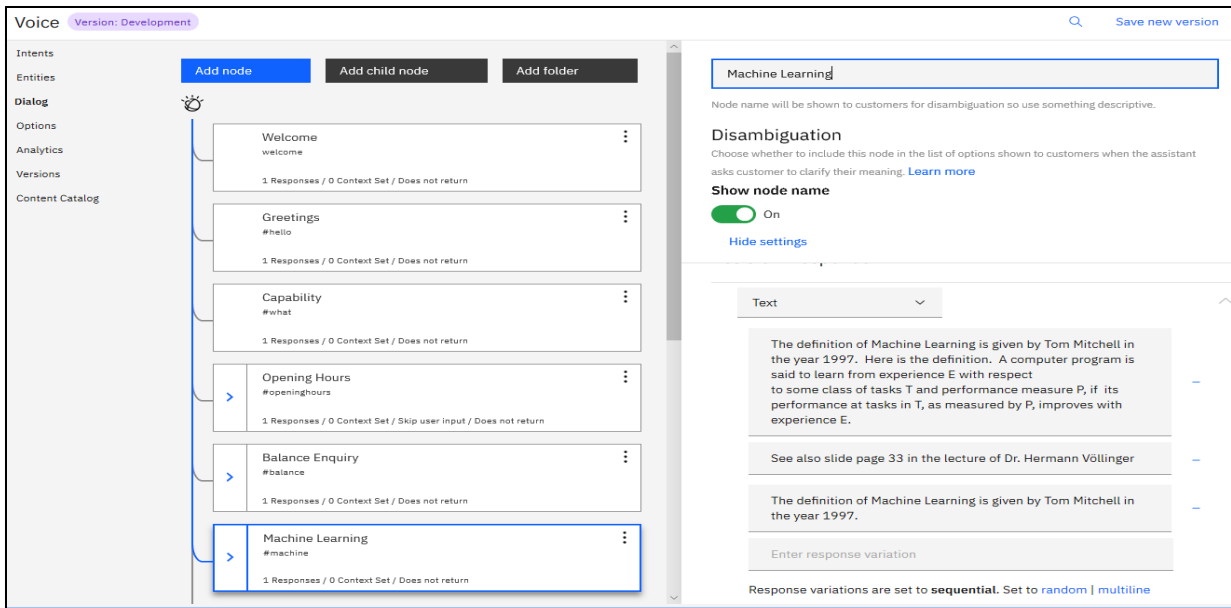 Voice Version: Development
Save new version
Intents
Entities
Dialog
Options
Analytics
Versions
Content Catalog
Add node
Add child node
Add folder
Welcome
welcome
1 Responses / 0 Context Set / Does not return
Greetings
#hello
1 Responses / 0 Context Set / Does not return
Capability
#what
1 Responses / 0 Context Set / Does not return
Opening Hours
#openinghours
1 Responses / 0 Context Set / Skip user input / Does not return
Balance Enquiry
#balance
1 Responses / 0 Context Set / Does not return
Machine Learning
#machine
1 Responses / 0 Context Set / Does not return
Machine Learning
Node name will be shown to customers for disambiguation so use something descriptive.
Disambiguation
Choose whether to include this node in the list of options shown to customers when the assistant
asks customer to clarify their meaning. Learn more
Show node name
On
Hide settings
Text
The definition of Machine Learning is given by Tom Mitchell in
the year 1997. Here is the definition. A computer program is
said to learn from experience E with respect
to some class of tasks T and performance measure P, if its
performance at tasks in T, as measured by P, improves with
experience E.
See also slide page 33 in the lecture of Dr. Hermann Völlinger
The definition of Machine Learning is given by Tom Mitchell in
the year 1997.
Enter response variation
Response variations are set to sequential. Set to random | multiline